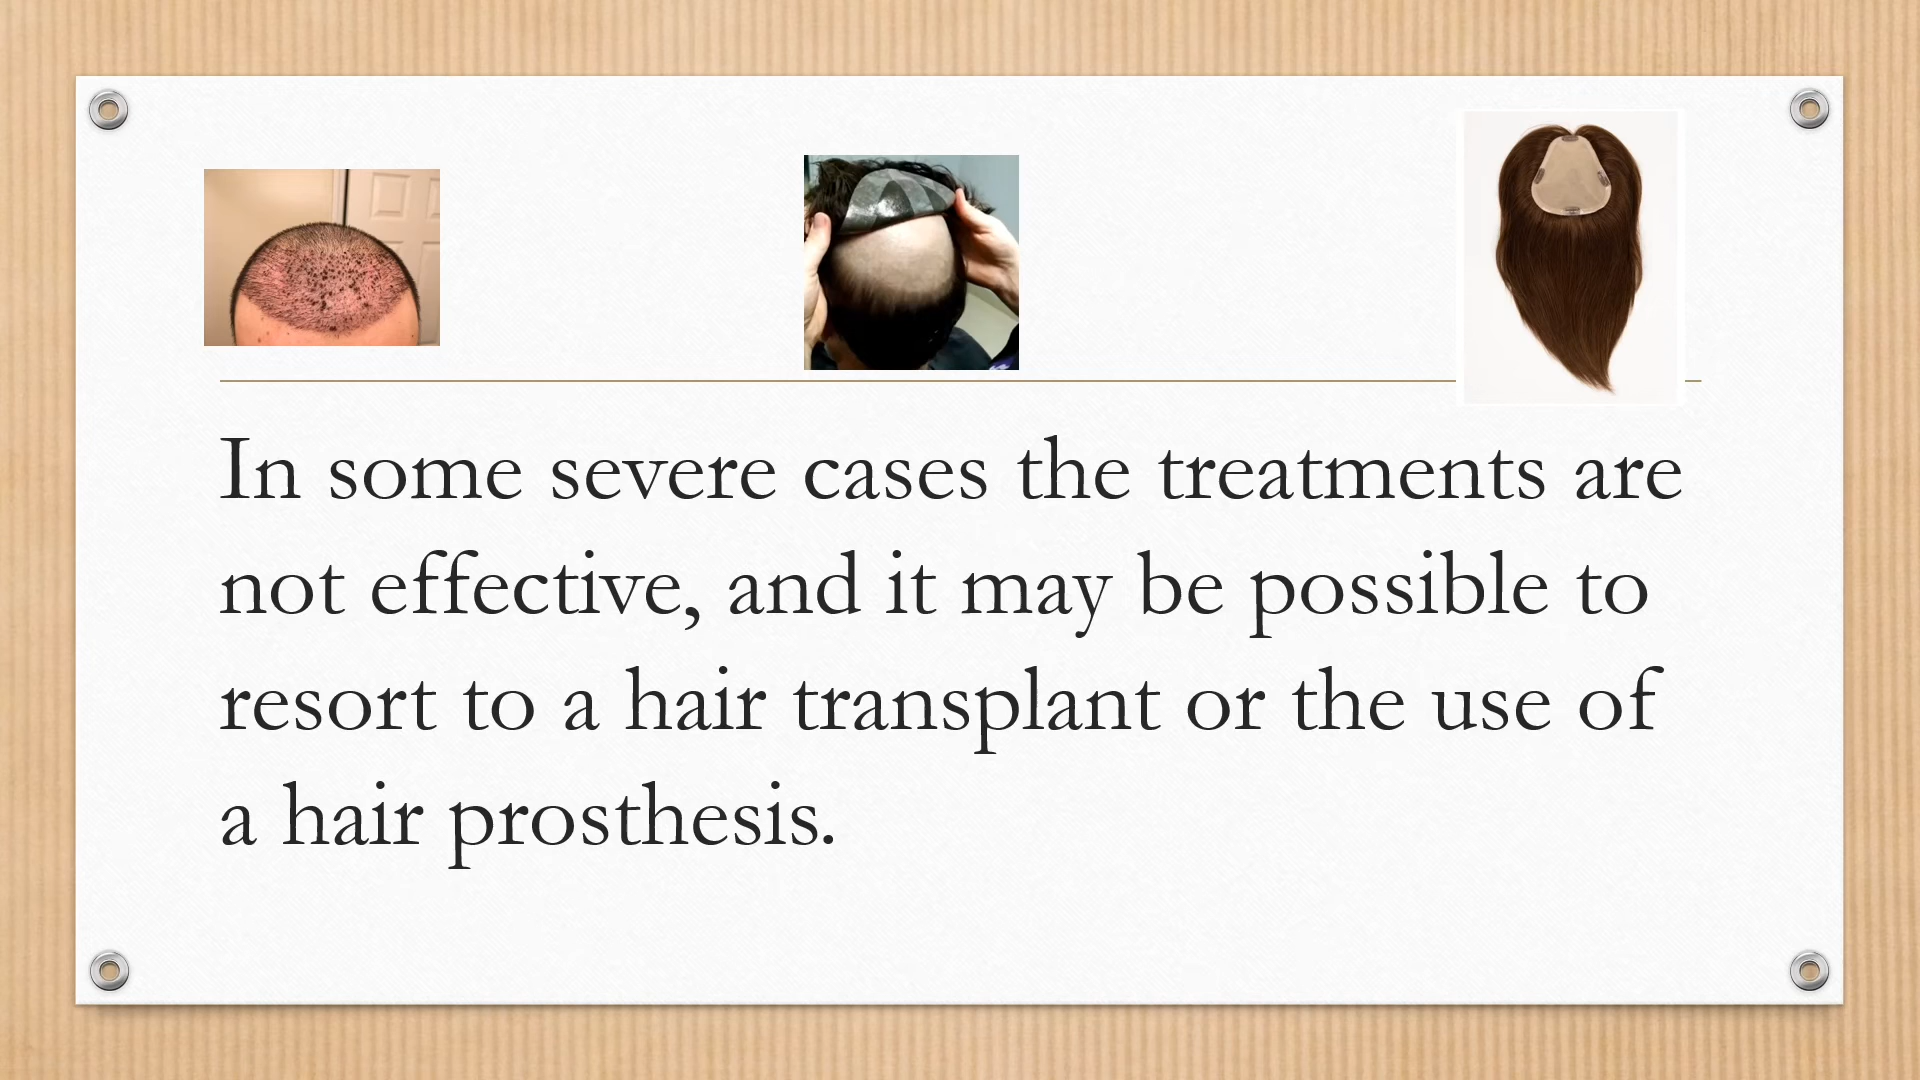 In some severe cases the treatments are
not effective, and it may be possible to
resort to a hair transplant or the use of
a hair prosthesis.